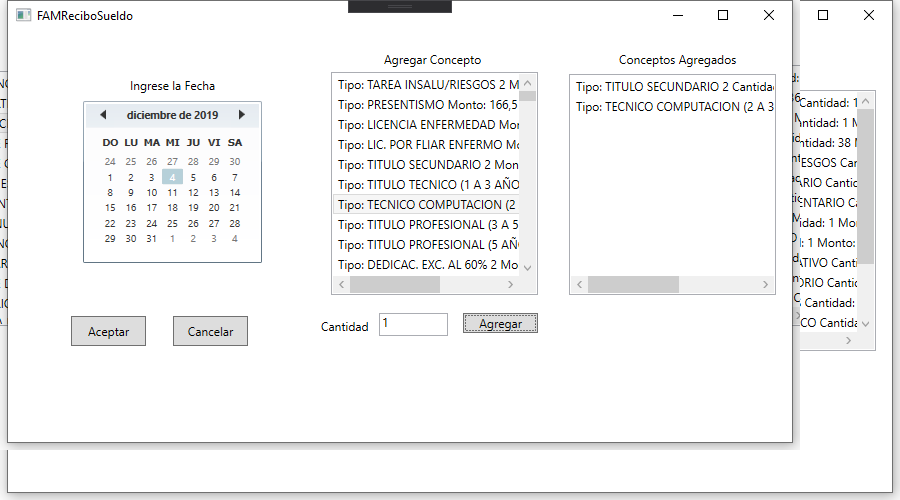 FAMReciboSueldo
Ingrese la Fecha
diciembre de 2019
DO LU MA MI JU VI SA
24 25 26 27 28 29 30
1 2 3 4 5 6 7
8 9 10 11 12 13 14
15 16 17 18 19 20 21
22 23 24 25 26 27 28
29 30 31 1 2 3 4
Aceptar
Cancelar
Agregar Concepto
Tipo: TAREA INSALU/RIESGOS 2 M
Tipo: PRESENTISMO Monto: 166,5
Tipo: LICENCIA ENFERMEDAD Mon
Tipo: LIC. POR FLIAR ENFERMO Mo
Tipo: TITULO SECUNDARIO 2 Mon
Tipo: TITULO TECNICO (1 A 3 AÑO
Tipo: TECNICO COMPUTACION (2
Tipo: TITULO PROFESIONAL (3 A 5
Tipo: TITULO PROFESIONAL (5 AÑ
Tipo: DEDICAC. EXC. AL 60% 2 Mo
Cantidad
1
Agregar
Conceptos Agregados
Tipo: TITULO SECUNDARIO 2 Cantida
Tipo: TECNICO COMPUTACION (2 A 3
Cantidad: 1
tidad: 1 M
tidad: 38 M
ESGOS Can
ARIO Cantid
ENTARIO Ca
idad: 1 Mont
: 1 Monto:
ATIVO Cant
ORIO Cantid
Cantidad:
CO Cantida